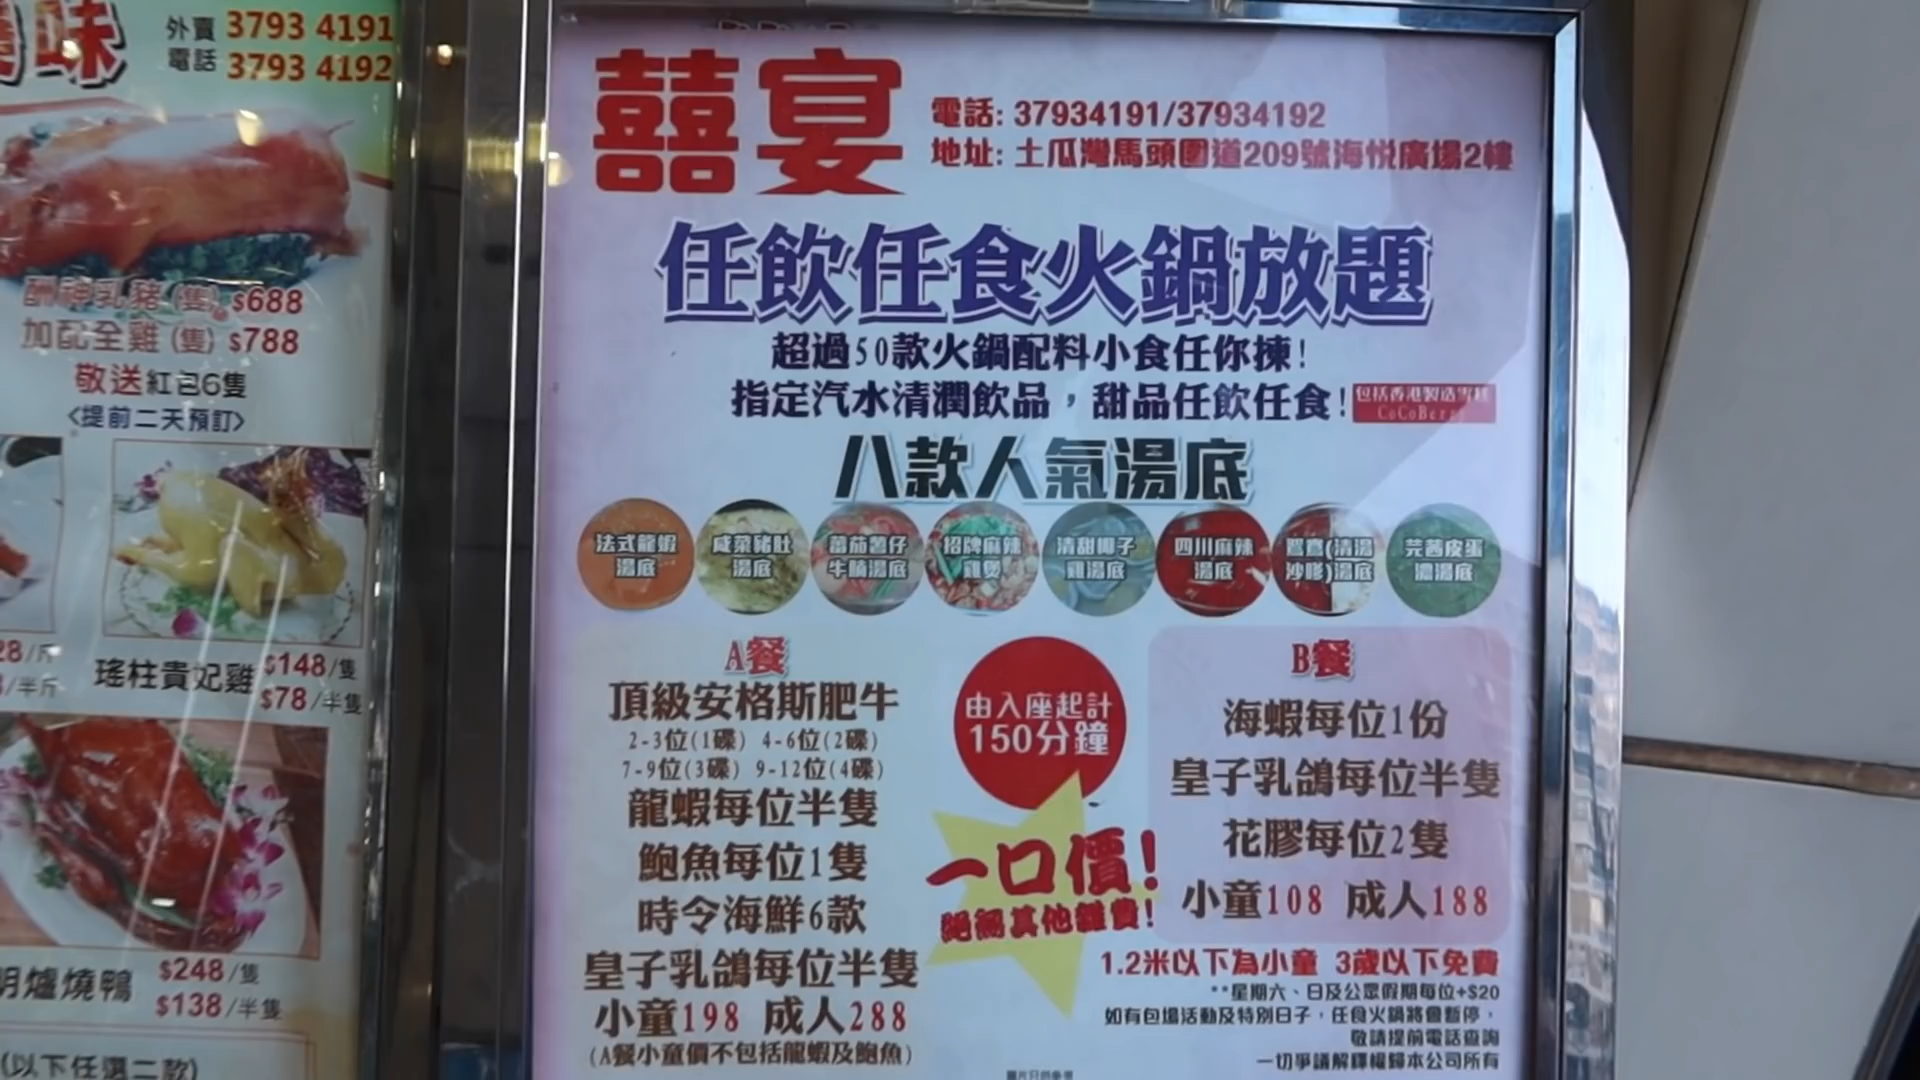 味
外賣 3793 4191
電話 3793 4192
酬神乳豬(隻) $688
加配全雞(隻) $788
敬送紅包6隻
<提前二天預訂>
瑤柱貴妃雞 $148/隻
$78/半隻
明爐燒鴨 $248/隻
$138/半隻
(以下任選二款)
囍宴
電話: 37934191/37934192
地址: 土瓜灣馬頭圍道209號海悦廣場2樓
任飲任食火鍋放題
超過50款火鍋配料小食任你揀!
指定汽水清潤飲品，甜品任飲任食!
包括香港製造雪糕
八款人氣湯底
法式龍蝦湯底
咸菜豬肚湯底
蕃茄薯仔牛腩湯底
招牌麻辣雞煲
清甜椰子雞湯底
四川麻辣湯底
鴛鴦(清湯沙嗲)湯底
芫茜皮蛋濃湯底
A餐
頂級安格斯肥牛
2-3位(1碟) 4-6位(2碟)
7-9位(3碟) 9-12位(4碟)
龍蝦每位半隻
鮑魚每位1隻
時令海鮮6款
皇子乳鴿每位半隻
小童198 成人288
(A餐小童價不包括龍蝦及鮑魚)
由入座起計
150分鐘
一口價!
絕無其他雜費!
B餐
海蝦每位1份
皇子乳鴿每位半隻
花膠每位2隻
小童108 成人188
1.2米以下為小童 3歲以下免費
**星期六、日及公眾假期每位+$20
如有包場活動及特別日子，任食火鍋將會暫停，
敬請提前電話查詢
一切爭議解釋權歸本公司所有